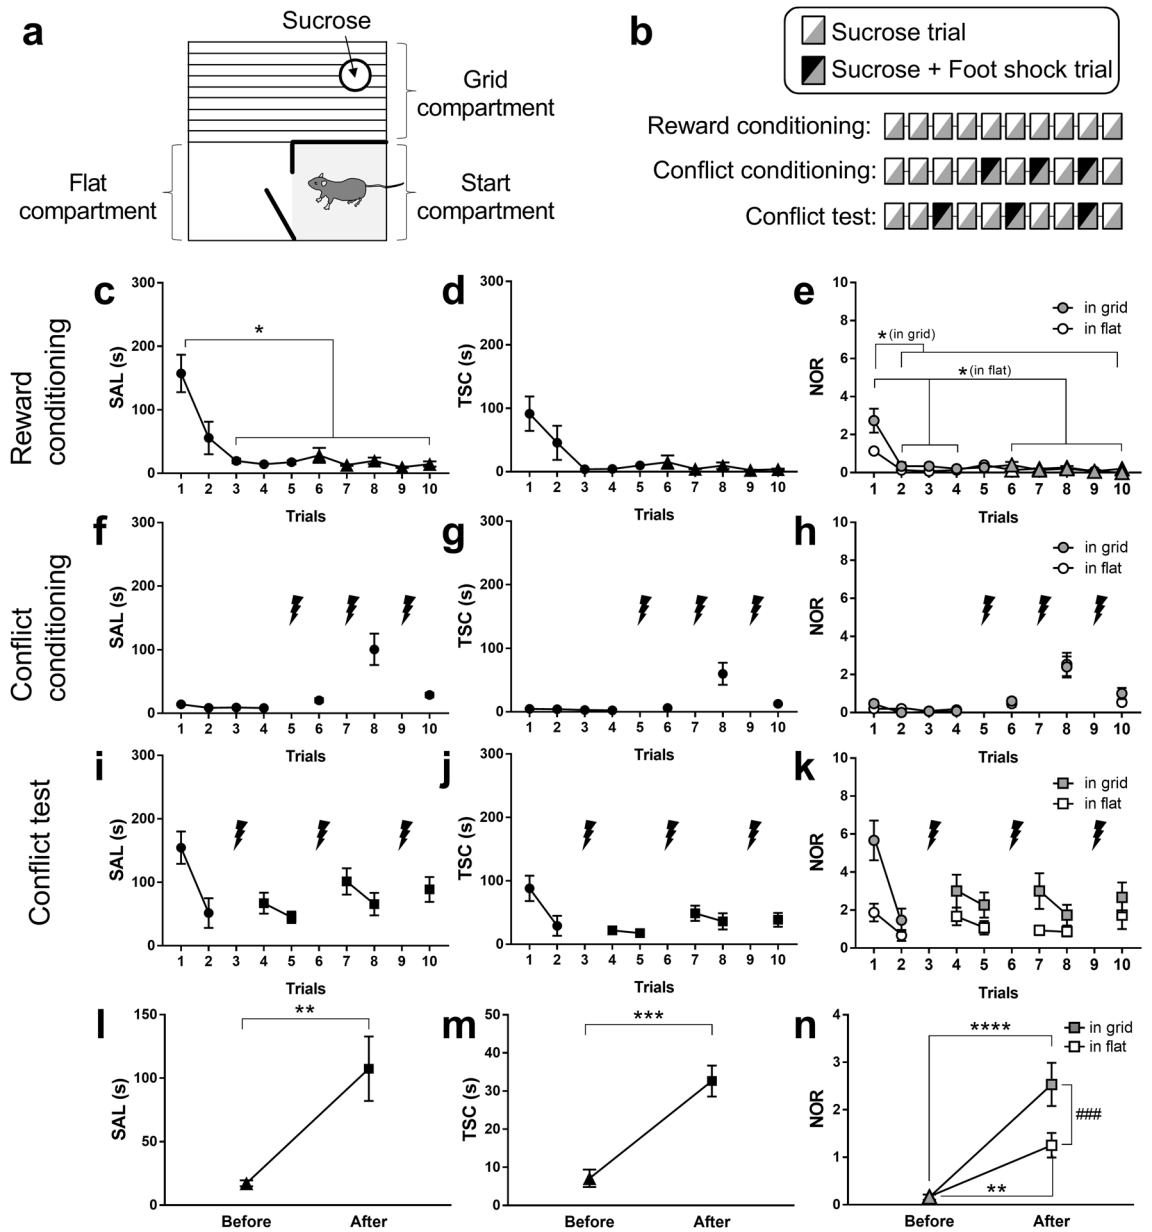 a
Sucrose
Grid
compartment
Flat
compartment
Start
compartment
b
Sucrose trial
Sucrose + Foot shock trial
Reward conditioning:
Conflict conditioning:
Conflict test:
Reward
conditioning
c
SAL (s)
300
200
100
0
*
1 2 3 4 5 6 7 8 9 10
Trials
d
TSC (s)
300
200
100
0
1 2 3 4 5 6 7 8 9 10
Trials
e
NOR
10
8
6
4
2
0
in grid
in flat
* (in grid)
* (in flat)
1 2 3 4 5 6 7 8 9 10
Trials
Conflict
conditioning
f
SAL (s)
300
200
100
0
1 2 3 4 5 6 7 8 9 10
Trials
g
TSC (s)
300
200
100
0
1 2 3 4 5 6 7 8 9 10
Trials
h
NOR
10
8
6
4
2
0
in grid
in flat
1 2 3 4 5 6 7 8 9 10
Trials
Conflict test
i
SAL (s)
300
200
100
0
1 2 3 4 5 6 7 8 9 10
Trials
j
TSC (s)
300
200
100
0
1 2 3 4 5 6 7 8 9 10
Trials
k
NOR
10
8
6
4
2
0
in grid
in flat
1 2 3 4 5 6 7 8 9 10
Trials
l
SAL (s)
150
100
50
0
**
Before After
m
TSC (s)
50
40
30
20
10
0
***
Before After
n
NOR
4
3
2
1
0
in grid
in flat
****
###
**
Before After